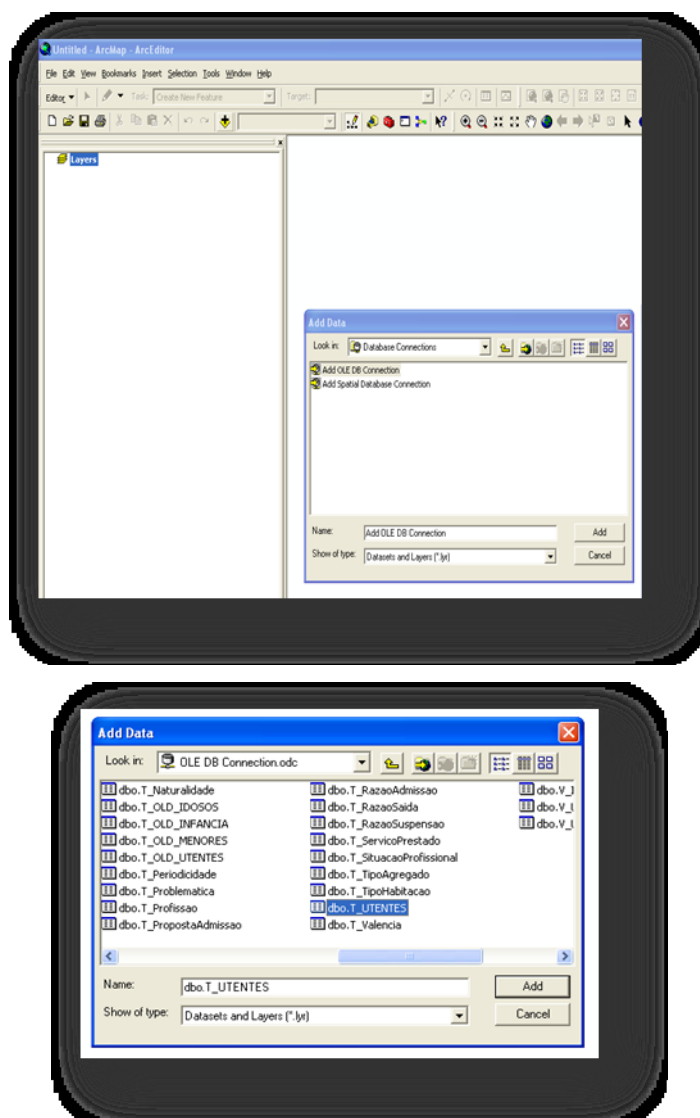 Untitled - ArcMap - ArcEditor
File Edit View Bookmarks Insert Selection Tools Window Help
Editor Task: Create New Feature Target:
Layers
Add Data
Look in: Database Connections
Add OLE DB Connection
Add Spatial Database Connection
Name: Add OLE DB Connection Add
Show of type: Datasets and Layers (*.lyr) Cancel
Add Data
Look in: OLE DB Connection.odc
dbo.T_Naturalidade dbo.T_RazaoAdmissao
dbo.T_OLD_IDOSOS dbo.T_RazaoSaida
dbo.T_OLD_INFANCIA dbo.T_RazaoSuspensao
dbo.T_OLD_MENORES dbo.T_ServicoPrestado
dbo.T_OLD_UTENTES dbo.T_SituacaoProfissional
dbo.T_Periodicidade dbo.T_TipoAgregado
dbo.T_Problematica dbo.T_TipoHabitacao
dbo.T_Profissao dbo.T_UTENTES
dbo.T_PropostaAdmissao dbo.T_Valencia
Name: dbo.T_UTENTES Add
Show of type: Datasets and Layers (*.lyr) Cancel